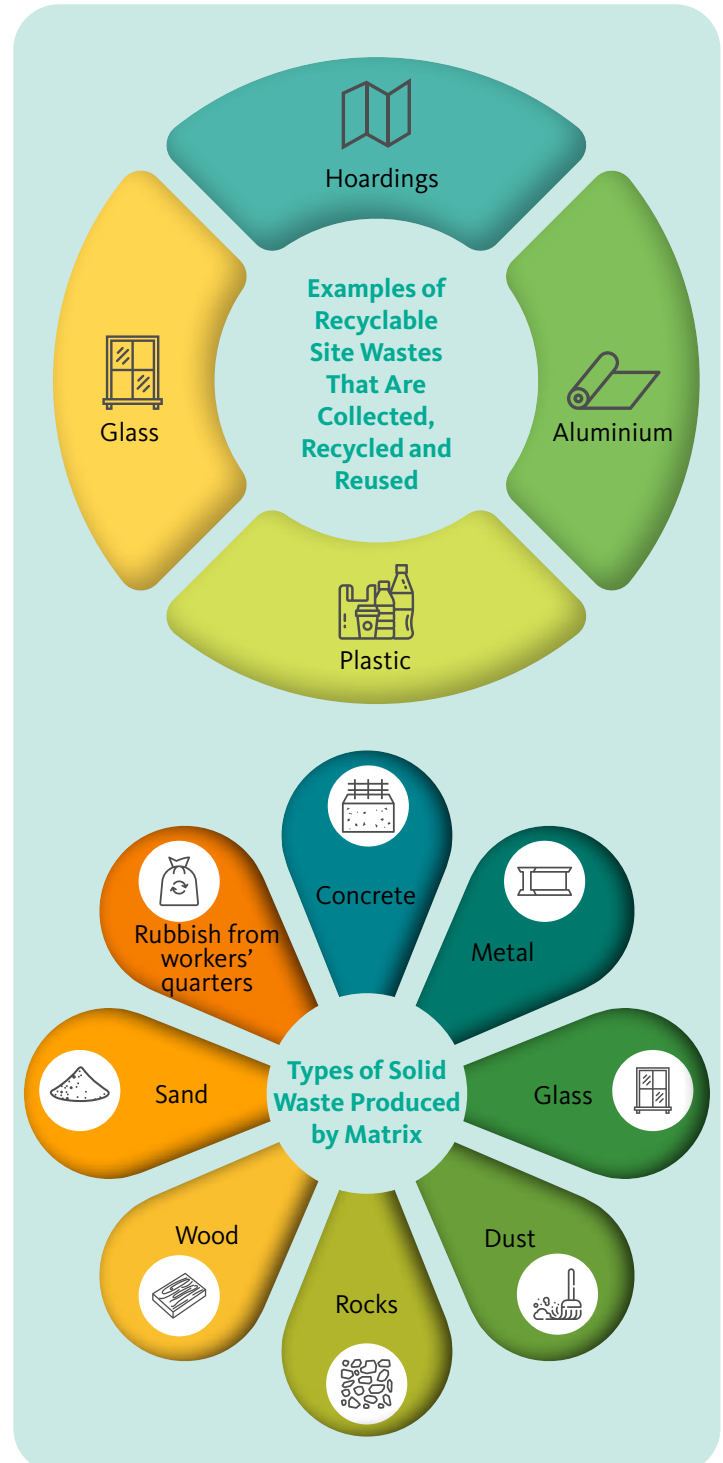 Hoardings
Glass
Examples of
Recyclable
Site Wastes
That Are
Collected,
Recycled and
Reused
Aluminium
Plastic
Concrete
Rubbish from
workers'
quarters
Metal
Sand
Types of Solid
Waste Produced
by Matrix
Glass
Wood
Dust
Rocks